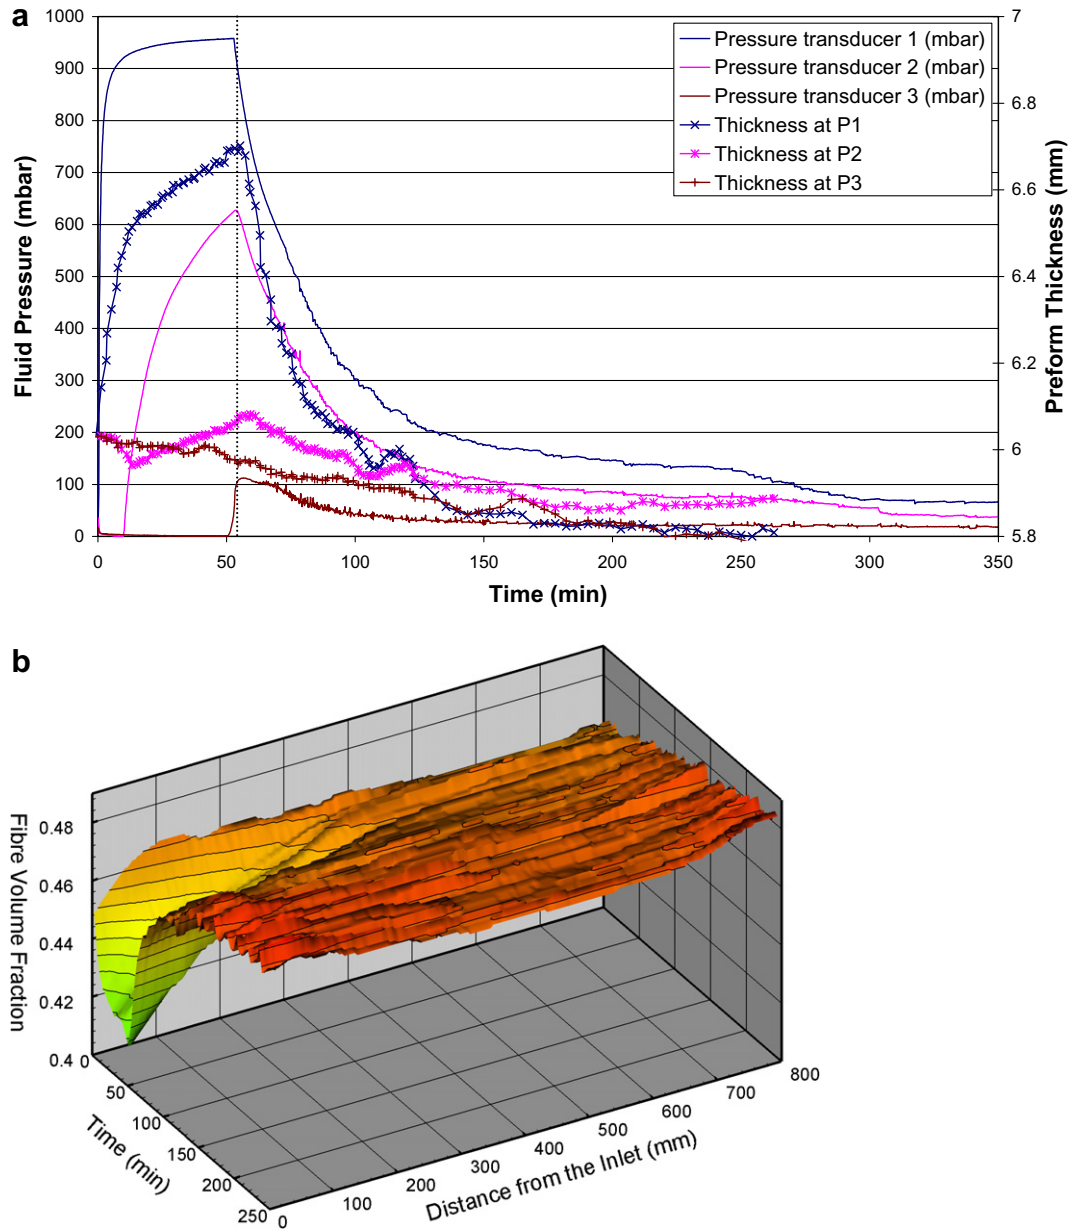 a
1000
900
800
700
600
500
400
300
200
100
0
Fluid Pressure (mbar)
7
6.8
6.6
6.4
6.2
6
5.8
Preform Thickness (mm)
Pressure transducer 1 (mbar)
Pressure transducer 2 (mbar)
Pressure transducer 3 (mbar)
Thickness at P1
Thickness at P2
Thickness at P3
0 50 100 150 200 250 300 350
Time (min)
b
Fibre Volume Fraction
0.48
0.46
0.44
0.42
0.4
0
50
100
150
200
250
Time (min)
0 100 200 300 400 500 600 700 800
Distance from the Inlet (mm)